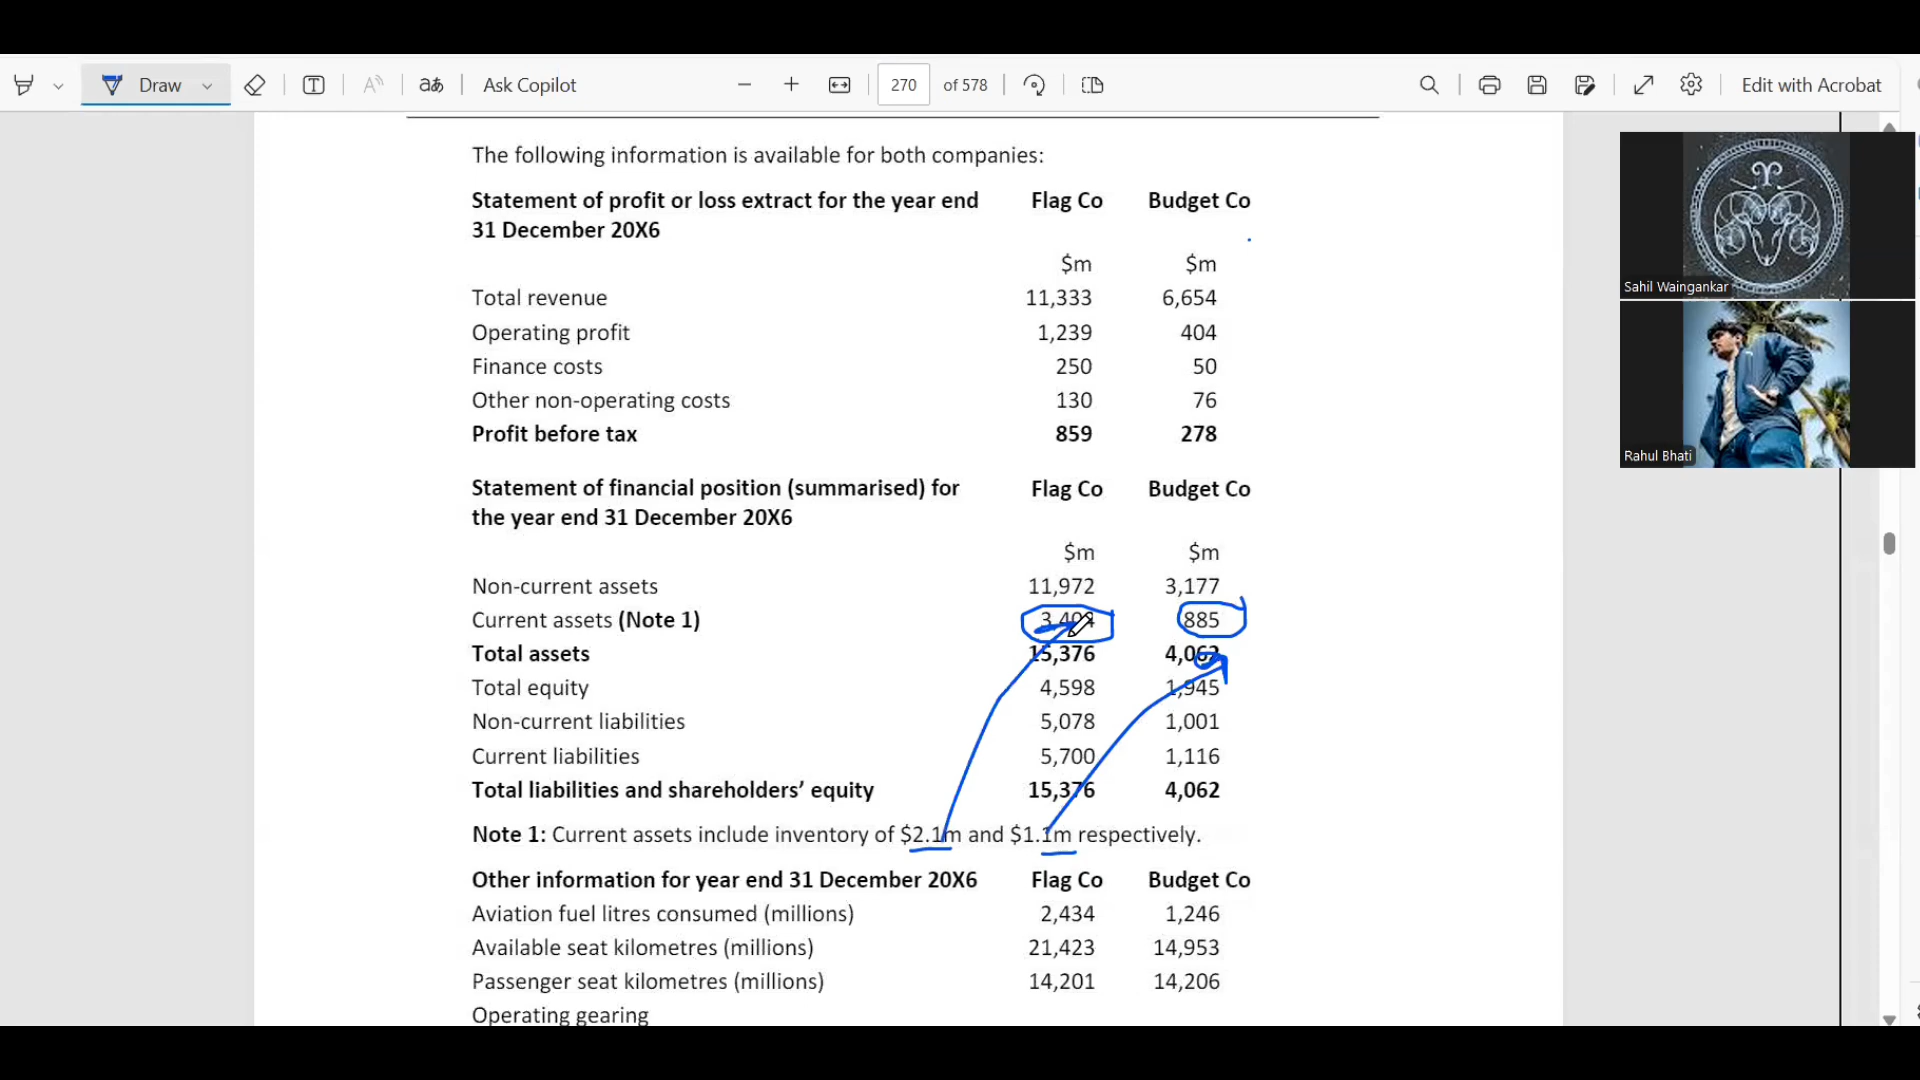 Draw
Ask Copilot
270 of 578
Edit with Acrobat
The following information is available for both companies:
Statement of profit or loss extract for the year end Flag Co Budget Co
31 December 20X6
$m $m
Total revenue 11,333 6,654
Operating profit 1,239 404
Finance costs 250 50
Other non-operating costs 130 76
Profit before tax 859 278
Statement of financial position (summarised) for Flag Co Budget Co
the year end 31 December 20X6
$m $m
Non-current assets 11,972 3,177
Current assets (Note 1) 3,404 885
Total assets 15,376 4,062
Total equity 4,598 1,945
Non-current liabilities 5,078 1,001
Current liabilities 5,700 1,116
Total liabilities and shareholders’ equity 15,376 4,062
Note 1: Current assets include inventory of $2.1m and $1.1m respectively.
Other information for year end 31 December 20X6 Flag Co Budget Co
Aviation fuel litres consumed (millions) 2,434 1,246
Available seat kilometres (millions) 21,423 14,953
Passenger seat kilometres (millions) 14,201 14,206
Operating gearing
Sahil Waingankar
Rahul Bhati